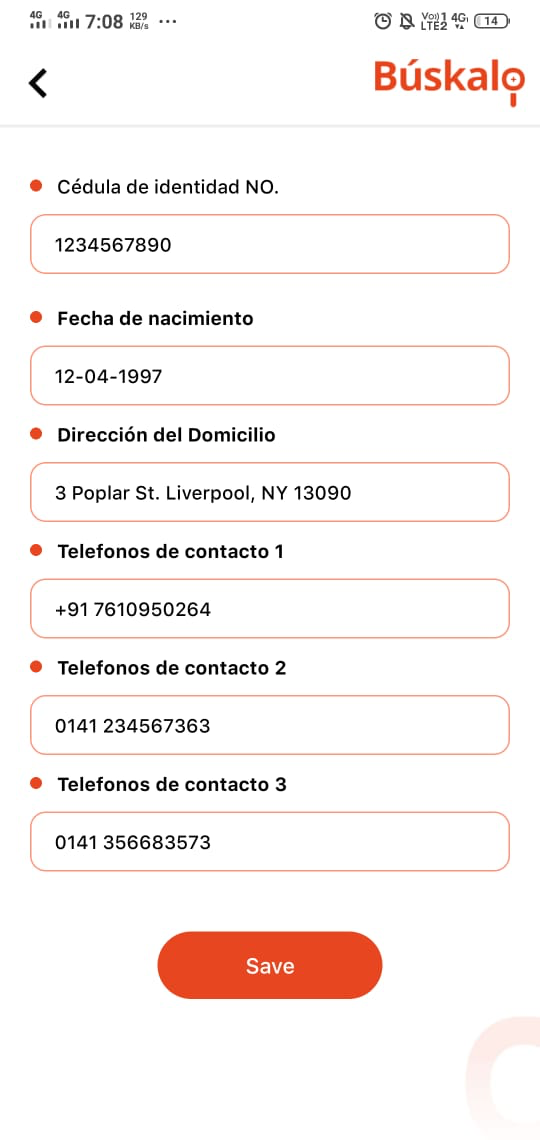 4G 4G 7:08 129 KB/s ... Vo)) 1 LTE2 4G 14
Búskalo
Cédula de identidad NO.
1234567890
Fecha de nacimiento
12-04-1997
Dirección del Domicilio
3 Poplar St. Liverpool, NY 13090
Telefonos de contacto 1
+91 7610950264
Telefonos de contacto 2
0141 234567363
Telefonos de contacto 3
0141 356683573
Save